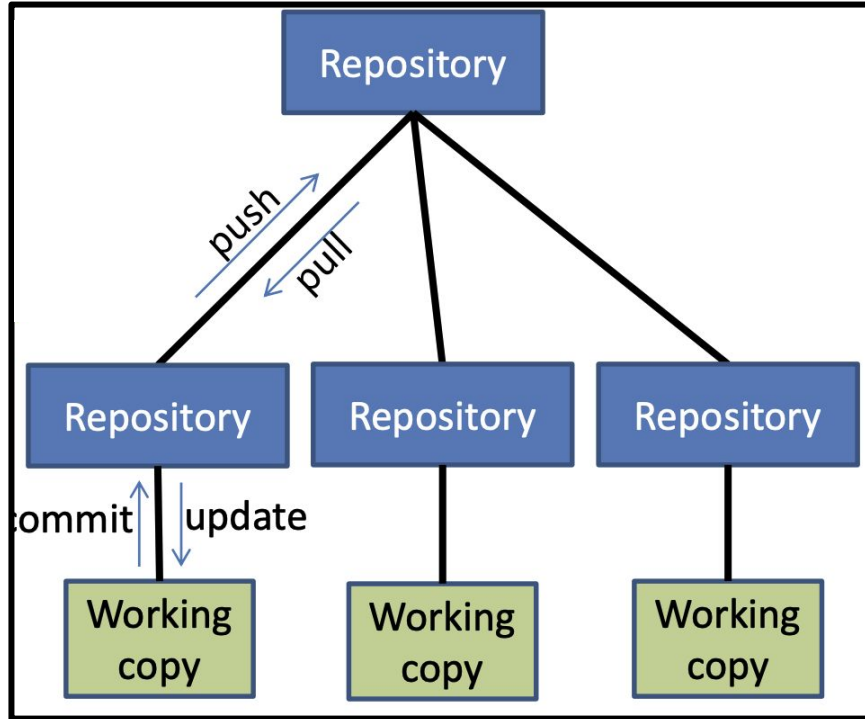 Repository
push
pull
Repository
Repository
Repository
commit
update
Working
copy
Working
copy
Working
copy